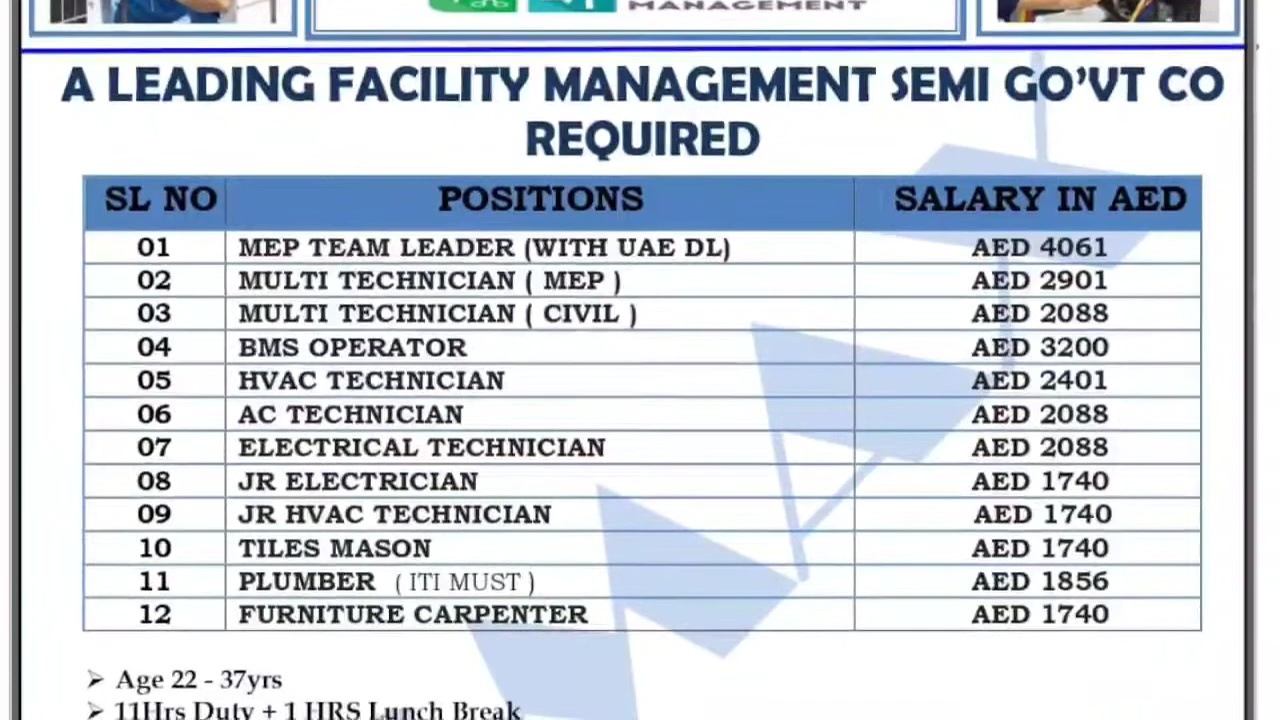 MANAGEMENT
A LEADING FACILITY MANAGEMENT SEMI GO'VT CO
REQUIRED
SL NO POSITIONS SALARY IN AED
01 MEP TEAM LEADER (WITH UAE DL) AED 4061
02 MULTI TECHNICIAN ( MEP ) AED 2901
03 MULTI TECHNICIAN ( CIVIL ) AED 2088
04 BMS OPERATOR AED 3200
05 HVAC TECHNICIAN AED 2401
06 AC TECHNICIAN AED 2088
07 ELECTRICAL TECHNICIAN AED 2088
08 JR ELECTRICIAN AED 1740
09 JR HVAC TECHNICIAN AED 1740
10 TILES MASON AED 1740
11 PLUMBER ( ITI MUST ) AED 1856
12 FURNITURE CARPENTER AED 1740
➢ Age 22 - 37yrs
➢ 11Hrs Duty + 1 HRS Lunch Break